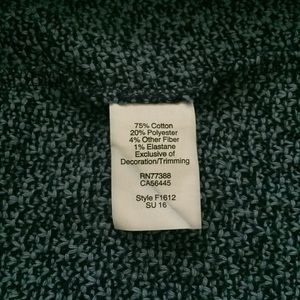 75% Cotton
20% Polyester
4% Other Fiber
1% Elastane
Exclusive of
Decoration/Trimming
RN77388
CA56445
Style F1612
SU 16